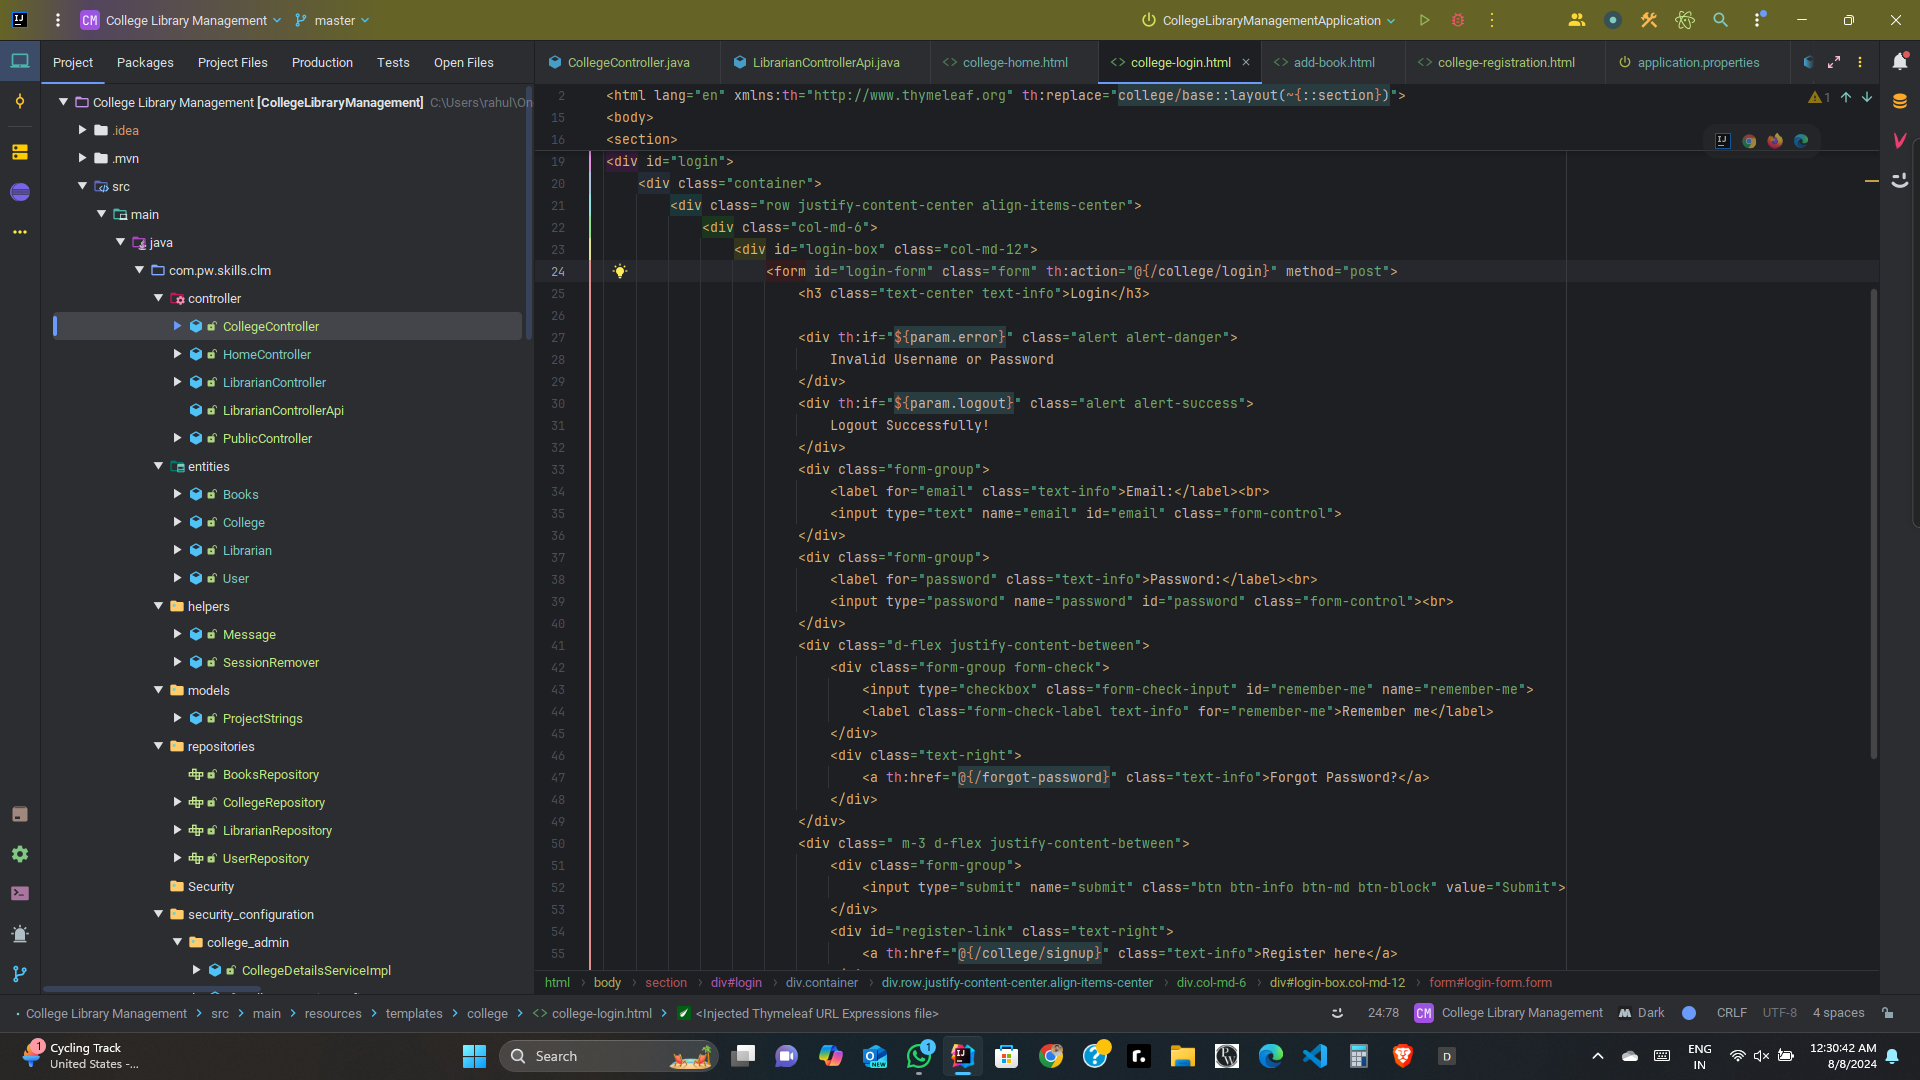 College Library Management
master
CollegeLibraryManagementApplication
Project
Packages
Project Files
Production
Tests
Open Files
CollegeController.java
LibrarianControllerApi.java
college-home.html
college-login.html
add-book.html
college-registration.html
application.properties
College Library Management [CollegeLibraryManagement] C:\Users\rahul\On
.idea
.mvn
src
main
java
com.pw.skills.clm
controller
CollegeController
HomeController
LibrarianController
LibrarianControllerApi
PublicController
entities
Books
College
Librarian
User
helpers
Message
SessionRemover
models
ProjectStrings
repositories
BooksRepository
CollegeRepository
LibrarianRepository
UserRepository
Security
security_configuration
college_admin
CollegeDetailsServiceImpl
2 <html lang="en" xmlns:th="http://www.thymeleaf.org" th:replace="college/base::layout(~{::section})">
15 <body>
16 <section>
19 <div id="login">
20 <div class="container">
21 <div class="row justify-content-center align-items-center">
22 <div class="col-md-6">
23 <div id="login-box" class="col-md-12">
24 <form id="login-form" class="form" th:action="@{/college/login}" method="post">
25 <h3 class="text-center text-info">Login</h3>
26
27 <div th:if="${param.error}" class="alert alert-danger">
28 Invalid Username or Password
29 </div>
30 <div th:if="${param.logout}" class="alert alert-success">
31 Logout Successfully!
32 </div>
33 <div class="form-group">
34 <label for="email" class="text-info">Email:</label><br>
35 <input type="text" name="email" id="email" class="form-control">
36 </div>
37 <div class="form-group">
38 <label for="password" class="text-info">Password:</label><br>
39 <input type="password" name="password" id="password" class="form-control"><br>
40 </div>
41 <div class="d-flex justify-content-between">
42 <div class="form-group form-check">
43 <input type="checkbox" class="form-check-input" id="remember-me" name="remember-me">
44 <label class="form-check-label text-info" for="remember-me">Remember me</label>
45 </div>
46 <div class="text-right">
47 <a th:href="@{/forgot-password}" class="text-info">Forgot Password?</a>
48 </div>
49 </div>
50 <div class=" m-3 d-flex justify-content-between">
51 <div class="form-group">
52 <input type="submit" name="submit" class="btn btn-info btn-md btn-block" value="Submit">
53 </div>
54 <div id="register-link" class="text-right">
55 <a th:href="@{/college/signup}" class="text-info">Register here</a>
1
html > body > section > div#login > div.container > div.row.justify-content-center.align-items-center > div.col-md-6 > div#login-box.col-md-12 > form#login-form.form
College Library Management > src > main > resources > templates > college > <> college-login.html > <Injected Thymeleaf URL Expressions file>
24:78
CM College Library Management
Dark
CRLF
UTF-8
4 spaces
1 Cycling Track
United States -...
Search
NEW
1
ENG
IN
12:30:42 AM
8/8/2024